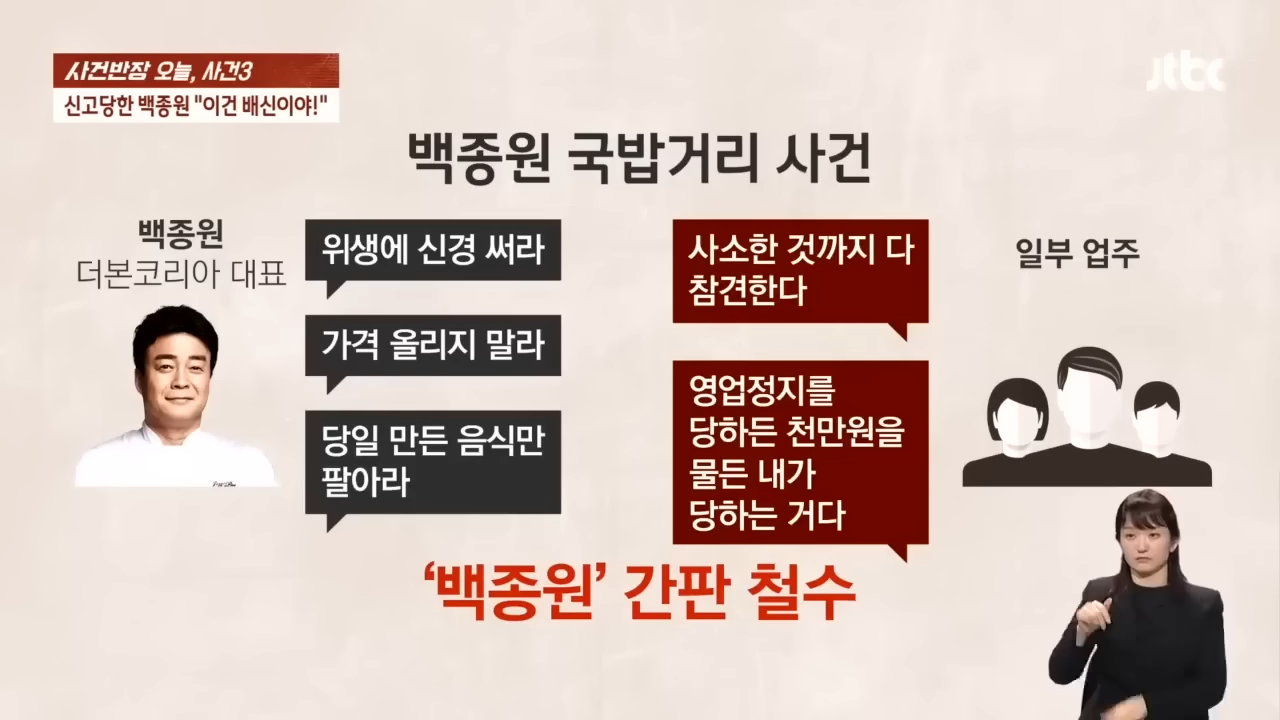 사건반장 오늘, 사건3
신고당한 백종원 "이건 배신이야!"
jtbc
백종원 국밥거리 사건
백종원
더본코리아 대표
위생에 신경 써라
가격 올리지 말라
당일 만든 음식만
팔아라
사소한 것까지 다
참견한다
일부 업주
영업정지를
당하든 천만원을
물든 내가
당하는 거다
‘백종원’ 간판 철수